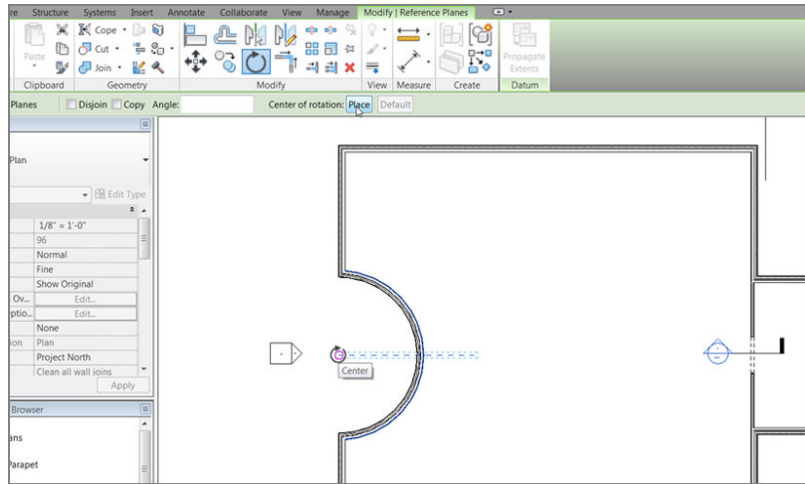 re Structure Systems Insert Annotate Collaborate View Manage Modify | Reference Planes
Paste Cope Cut Join Propagate Extents
Clipboard Geometry Modify View Measure Create Datum
Planes Disjoin Copy Angle: Center of rotation: Place Default
Plan
Edit Type
1/8" = 1'-0"
96
Normal
Fine
Show Original
Ov... Edit...
ptio... Edit...
None
ion Plan
Project North
Clean all wall joins
Apply
Browser
ans
Parapet
Center